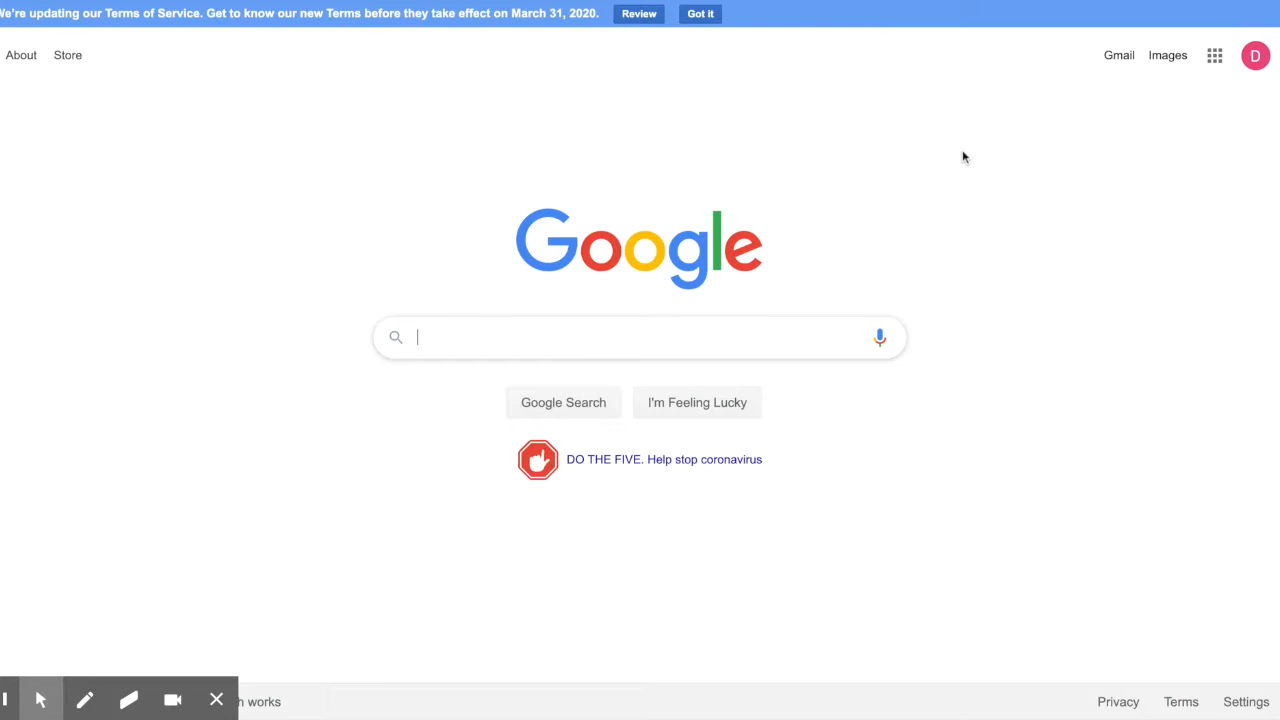 We're updating our Terms of Service. Get to know our new Terms before they take effect on March 31, 2020. Review Got it
About Store Gmail Images D
Google
Google Search I'm Feeling Lucky
DO THE FIVE. Help stop coronavirus
h works Privacy Terms Settings